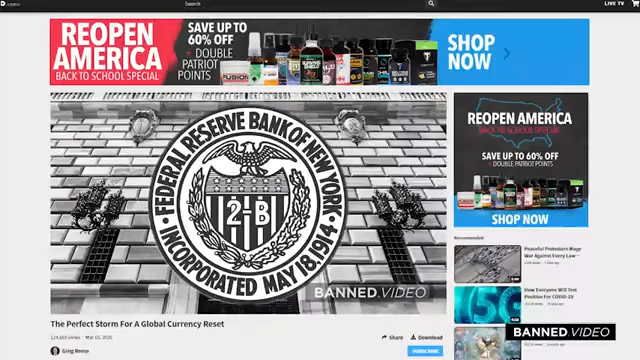 D.VIDEO
LIVE TV
REOPEN
AMERICA
BACK TO SCHOOL SPECIAL
SAVE UP TO
60% OFF
+ DOUBLE
PATRIOT
POINTS
SHOP
NOW
FEDERAL RESERVE BANK OF NEW YORK
INCORPORATED MAY 18, 1914
2-B
BANNED.VIDEO
REOPEN AMERICA
BACK TO SCHOOL SPECIAL
SAVE UP TO 60% OFF
+ DOUBLE PATRIOT POINTS
SHOP NOW
Recommended
Peaceful Protestors Wage
War Against Every Law—
How Everyone Will Test
Positive For COVID-19
BANNED.VIDEO
The Perfect Storm For A Global Currency Reset
Share
Download
Greg Reese
SUBSCRIBE